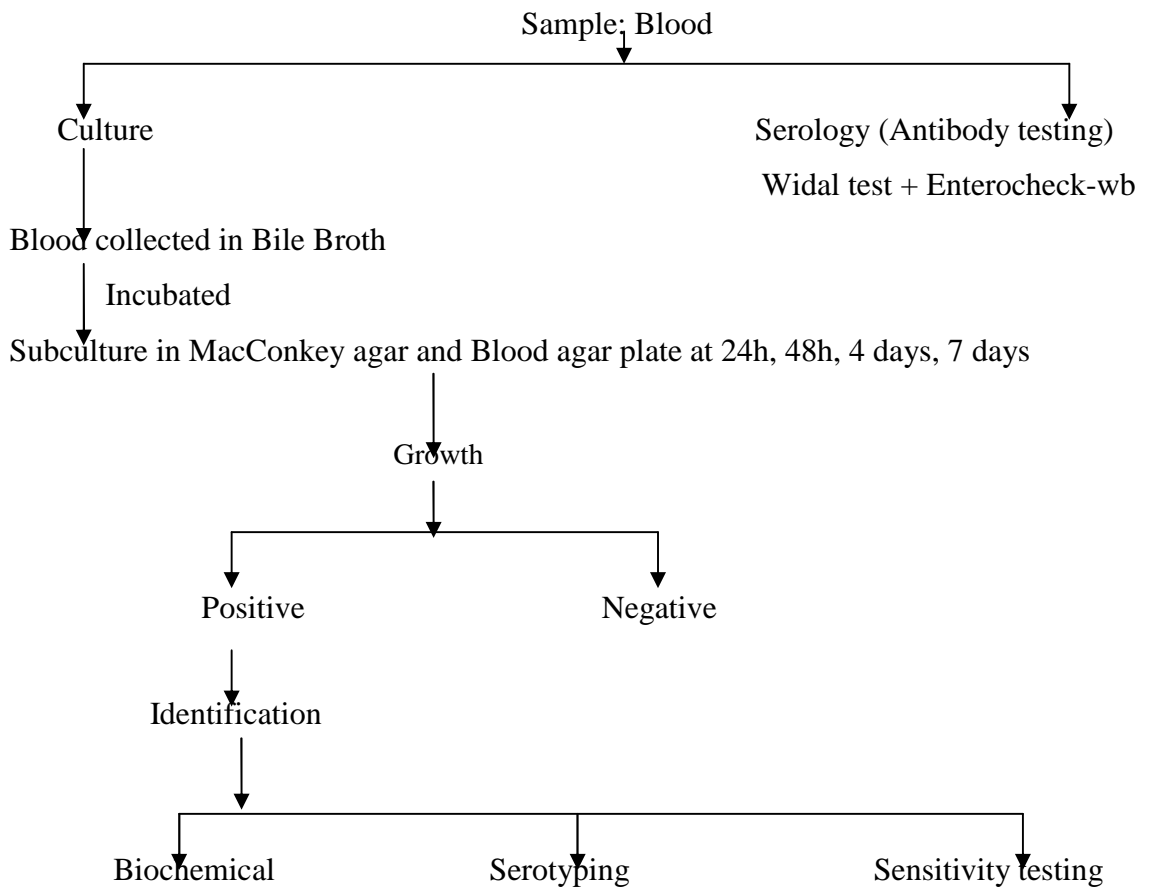 Sample: Blood
Culture
Serology (Antibody testing)
Widal test + Enterocheck-wb
Blood collected in Bile Broth
Incubated
Subculture in MacConkey agar and Blood agar plate at 24h, 48h, 4 days, 7 days
Growth
Positive
Negative
Identification
Biochemical
Serotyping
Sensitivity testing